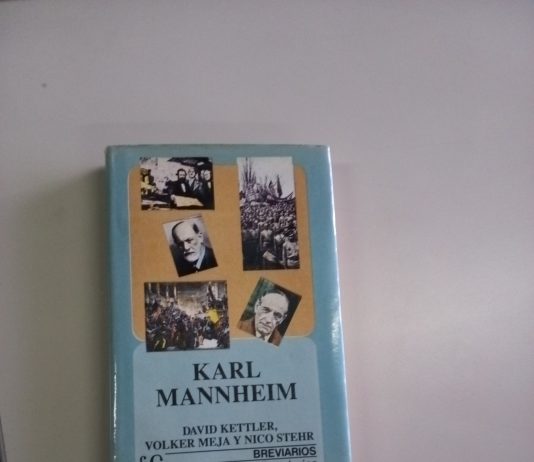 KARL
MANNHEIM
DAVID KETTLER,
VOLKER MEJA Y NICO STEHR
BREVIARIOS